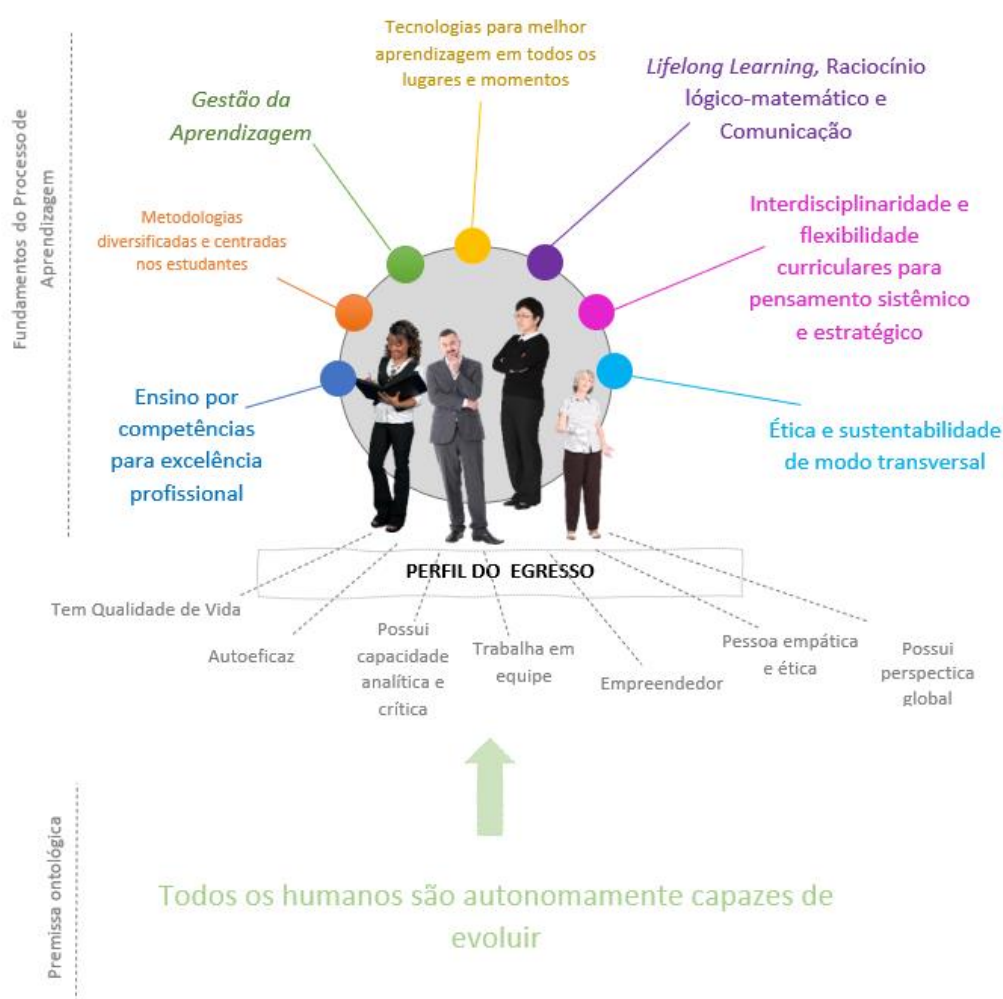 Fundamentos do Processo de
Aprendizagem
Tecnologias para melhor
aprendizagem em todos os
lugares e momentos
Gestão da
Aprendizagem
Lifelong Learning, Raciocínio
lógico-matemático e
Comunicação
Metodologias
diversificadas e centradas
nos estudantes
Interdisciplinaridade e
flexibilidade
curriculares para
pensamento sistêmico
e estratégico
Ensino por
competências
para excelência
profissional
Ética e sustentabilidade
de modo transversal
PERFIL DO EGRESSO
Tem Qualidade de Vida
Autoeficaz
Possui
capacidade
analítica e
crítica
Trabalha em
equipe
Empreendedor
Pessoa empática
e ética
Possui
perspectica
global
Premissa ontológica
Todos os humanos são autonomamente capazes de
evoluir